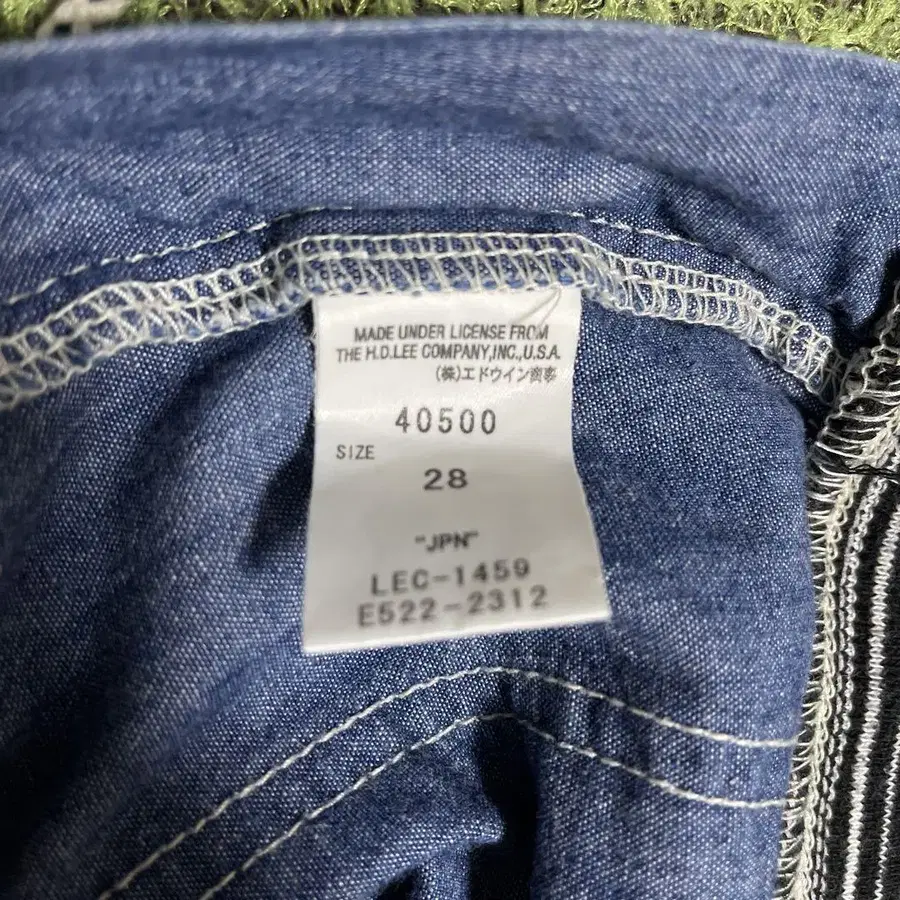 MADE UNDER LICENSE FROM
THE H.D.LEE COMPANY,INC.,U.S.A.
(株)エドウイン商事
40500
SIZE
28
"JPN"
LEC-1459
E522-2312